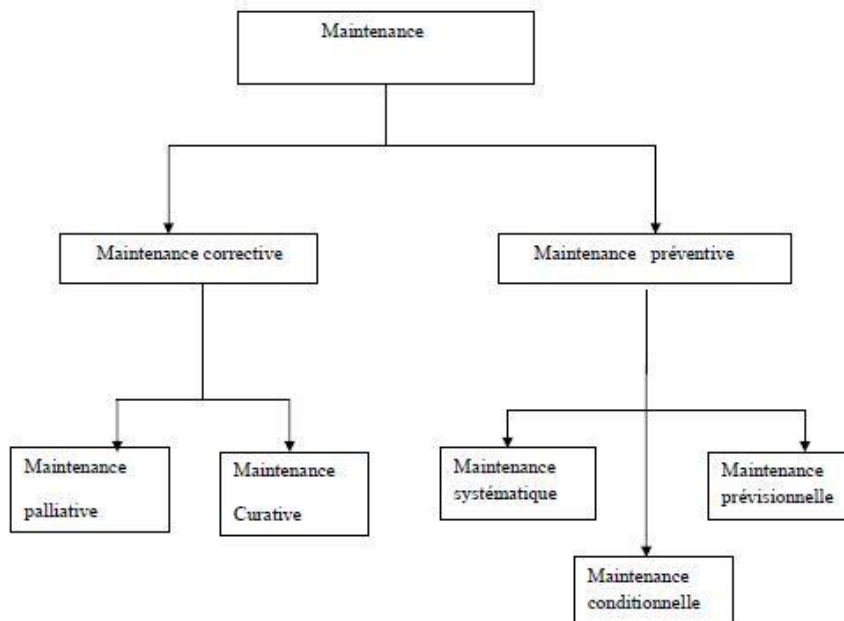 Maintenance
Maintenance corrective
Maintenance préventive
Maintenance
palliative
Maintenance
Curative
Maintenance
systématique
Maintenance
prévisionnelle
Maintenance
conditionnelle